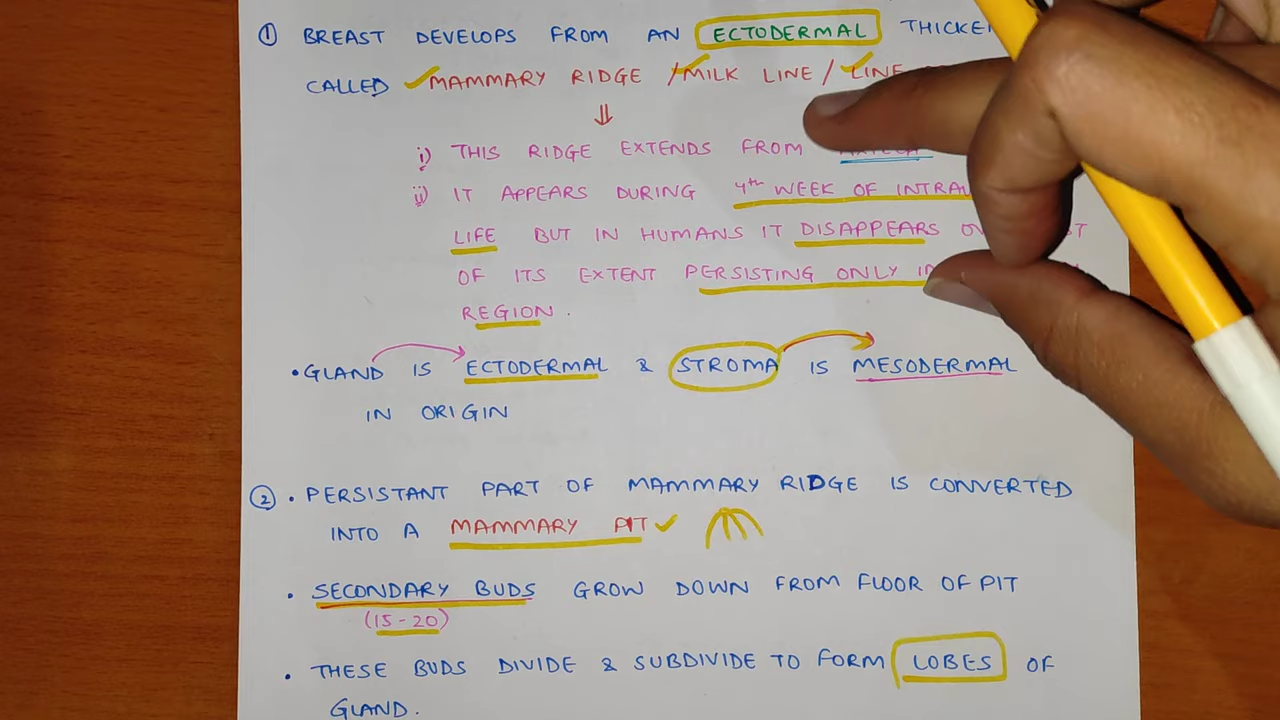 ① BREAST DEVELOPS FROM AN ECTODERMAL
CALLED MAMMARY RIDGE / MILK LINE / LINE
⇓
i) THIS RIDGE EXTENDS FROM
ii) IT APPEARS DURING 4th WEEK OF
LIFE BUT IN HUMANS IT DISAPPEARS
OF ITS EXTENT PERSISTING ONLY IN
REGION.
• GLAND IS ECTODERMAL & STROMA IS MESODERMAL
IN ORIGIN
② • PERSISTANT PART OF MAMMARY RIDGE IS CONVERTED
INTO A MAMMARY PIT
• SECONDARY BUDS GROW DOWN FROM FLOOR OF PIT
(15-20)
• THESE BUDS DIVIDE & SUBDIVIDE TO FORM LOBES OF
GLAND.